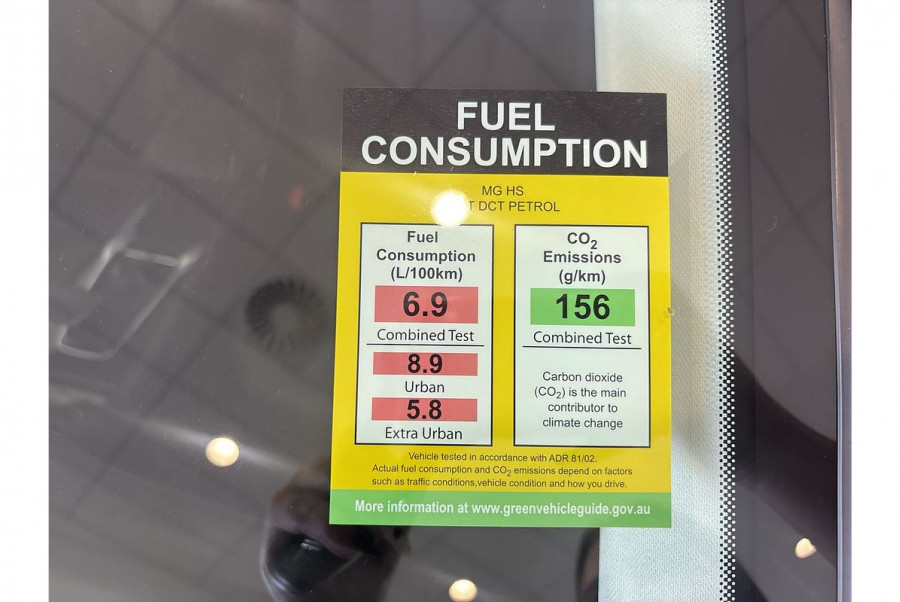 FUEL
CONSUMPTION
MG HS
DCT PETROL
Fuel
Consumption
(L/100km)
6.9
Combined Test
8.9
Urban
5.8
Extra Urban
CO2
Emissions
(g/km)
156
Combined Test
Carbon dioxide
(CO2) is the main
contributor to
climate change
Vehicle tested in accordance with ADR 81/02.
Actual fuel consumption and CO2 emissions depend on factors
such as traffic conditions,vehicle condition and how you drive.
More information at www.greenvehicleguide.gov.au